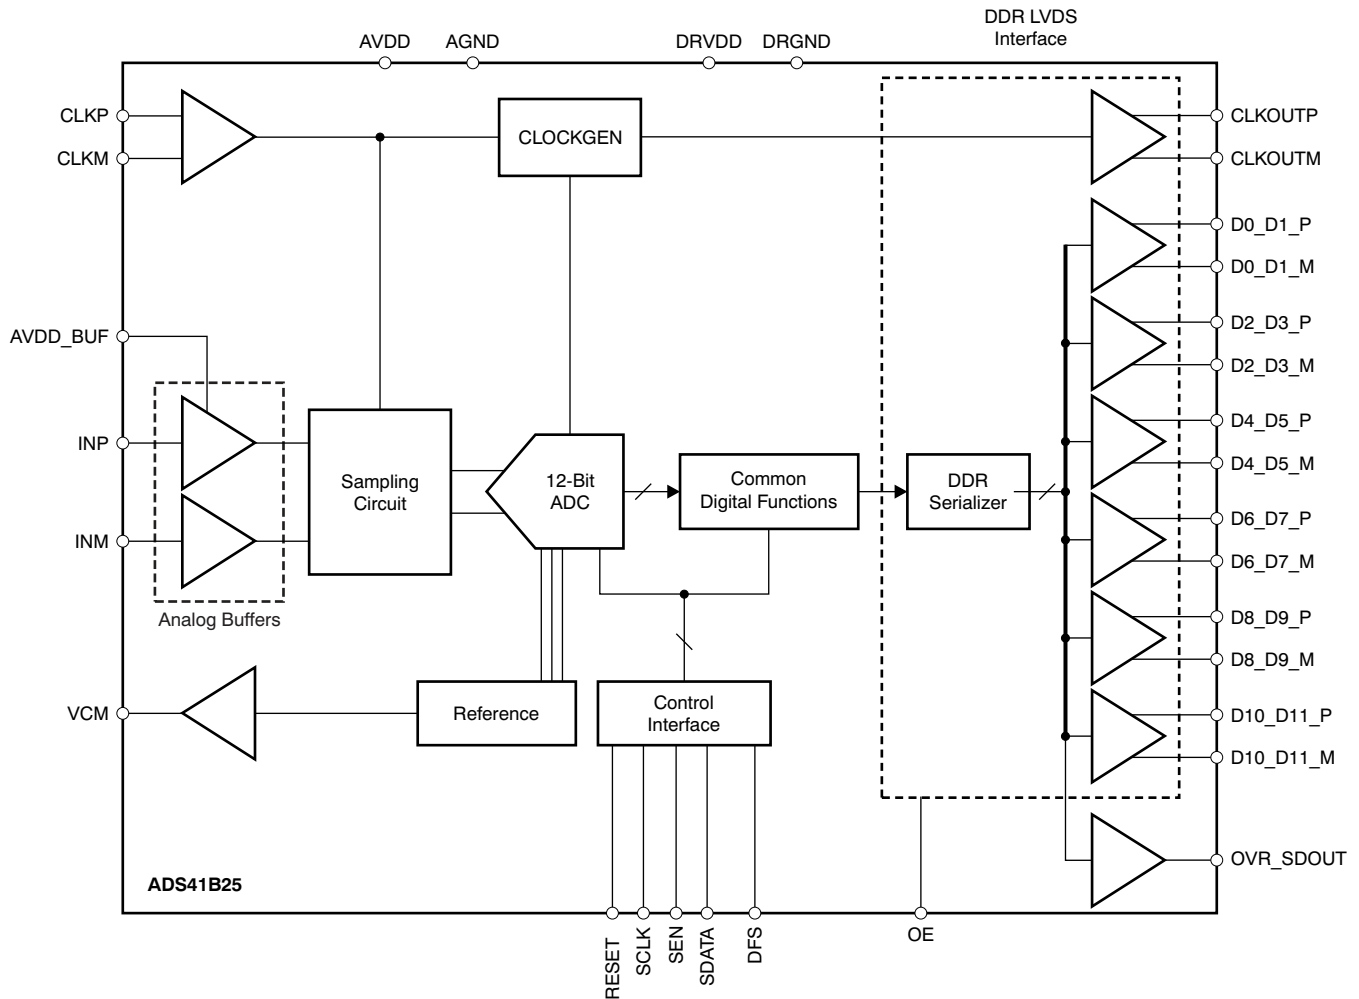 DDR LVDS
Interface
AVDD
AGND
DRVDD
DRGND
CLKP
CLKM
CLOCKGEN
CLKOUTP
CLKOUTM
D0_D1_P
D0_D1_M
AVDD_BUF
D2_D3_P
D2_D3_M
INP
INM
Analog Buffers
Sampling
Circuit
12-Bit
ADC
Common
Digital Functions
DDR
Serializer
D4_D5_P
D4_D5_M
D6_D7_P
D6_D7_M
D8_D9_P
D8_D9_M
VCM
Reference
Control
Interface
D10_D11_P
D10_D11_M
OVR_SDOUT
ADS41B25
RESET
SCLK
SEN
SDATA
DFS
OE